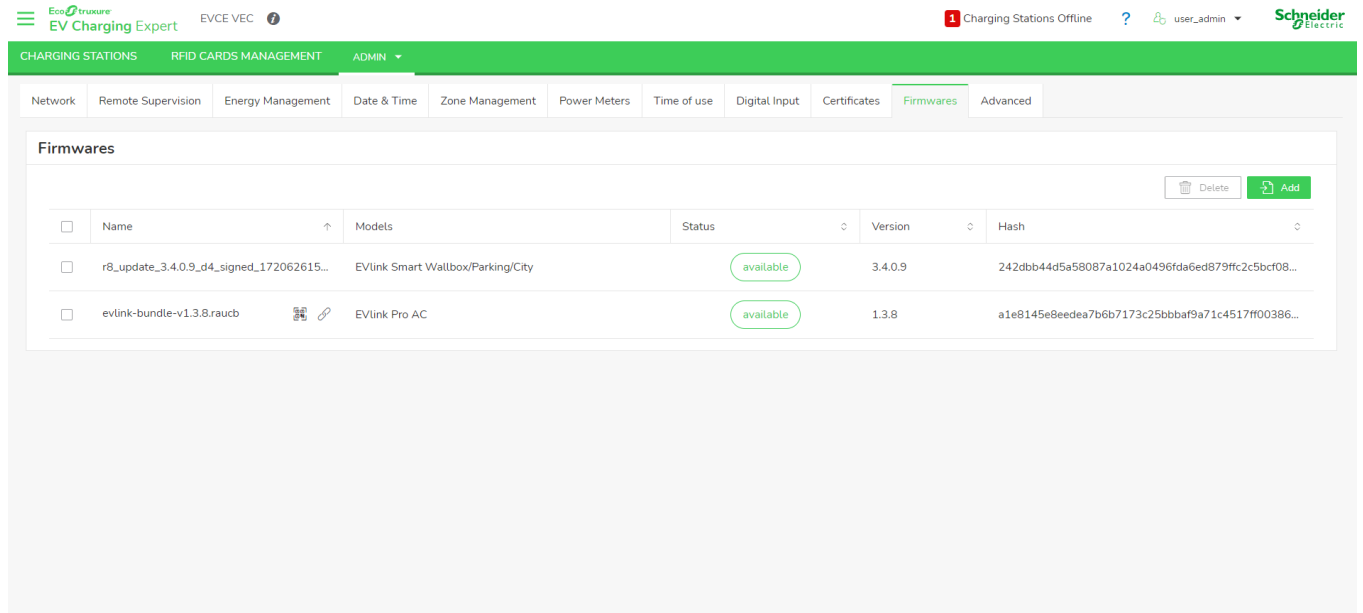 EcoStruxure
EV Charging Expert
EVCE VEC
1 Charging Stations Offline
?
user_admin
Schneider
Electric
CHARGING STATIONS RFID CARDS MANAGEMENT ADMIN
Network Remote Supervision Energy Management Date & Time Zone Management Power Meters Time of use Digital Input Certificates Firmwares Advanced
Firmwares
Delete Add
Name Models Status Version Hash
r8_update_3.4.0.9_d4_signed_172062615... EVlink Smart Wallbox/Parking/City available 3.4.0.9 242dbb44d5a58087a1024a0496fda6ed879ffc2c5bcf08...
evlink-bundle-v1.3.8.raucb EVlink Pro AC available 1.3.8 a1e8145e8eedea7b6b7173c25bbbaf9a71c4517ff00386...